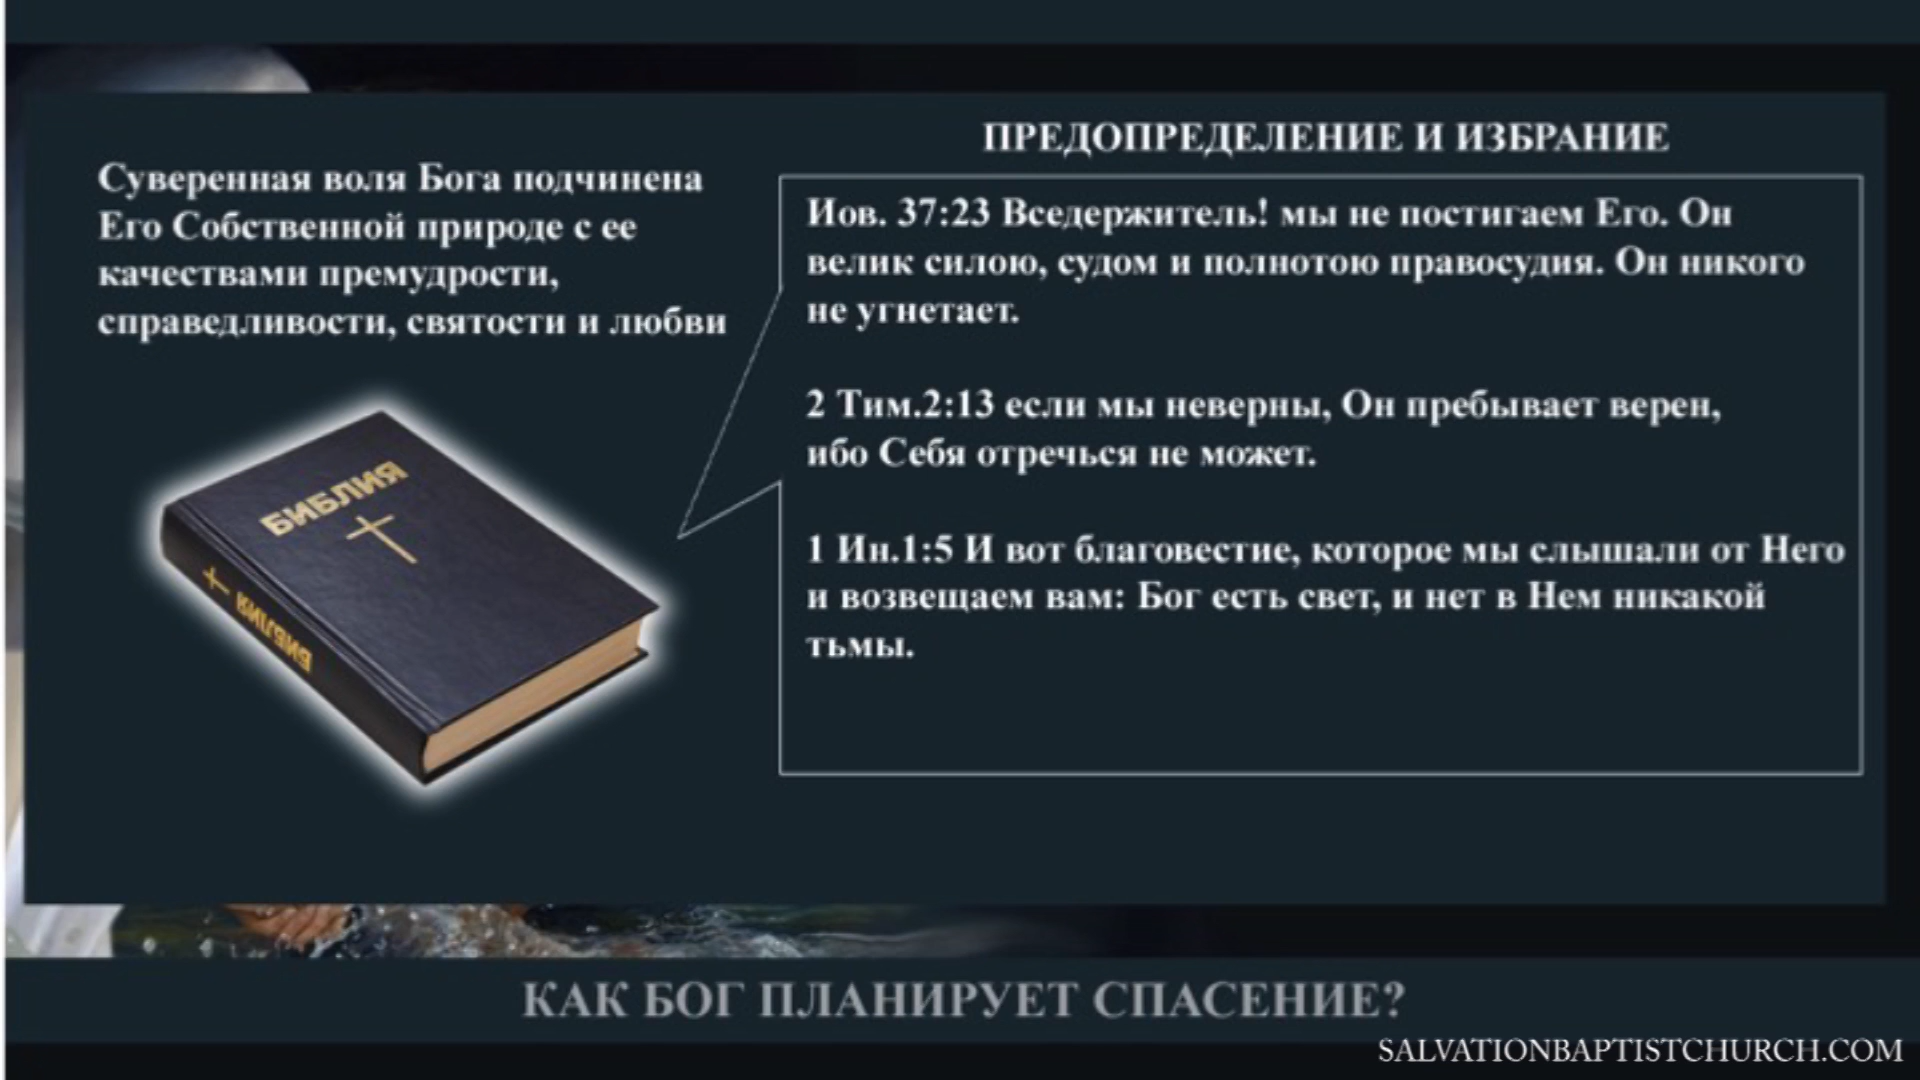 ПРЕДОПРЕДЕЛЕНИЕ И ИЗБРАНИЕ
Суверенная воля Бога подчинена
Его Собственной природе с ее
качествами премудрости,
справедливости, святости и любви
БИБЛИЯ
БИБЛИЯ
Иов. 37:23 Вседержитель! мы не постигаем Его. Он
велик силою, судом и полнотою правосудия. Он никого
не угнетает.
2 Тим.2:13 если мы неверны, Он пребывает верен,
ибо Себя отречься не может.
1 Ин.1:5 И вот благовестие, которое мы слышали от Него
и возвещаем вам: Бог есть свет, и нет в Нем никакой
тьмы.
КАК БОГ ПЛАНИРУЕТ СПАСЕНИЕ?
SALVATIONBAPTISTCHURCH.COM